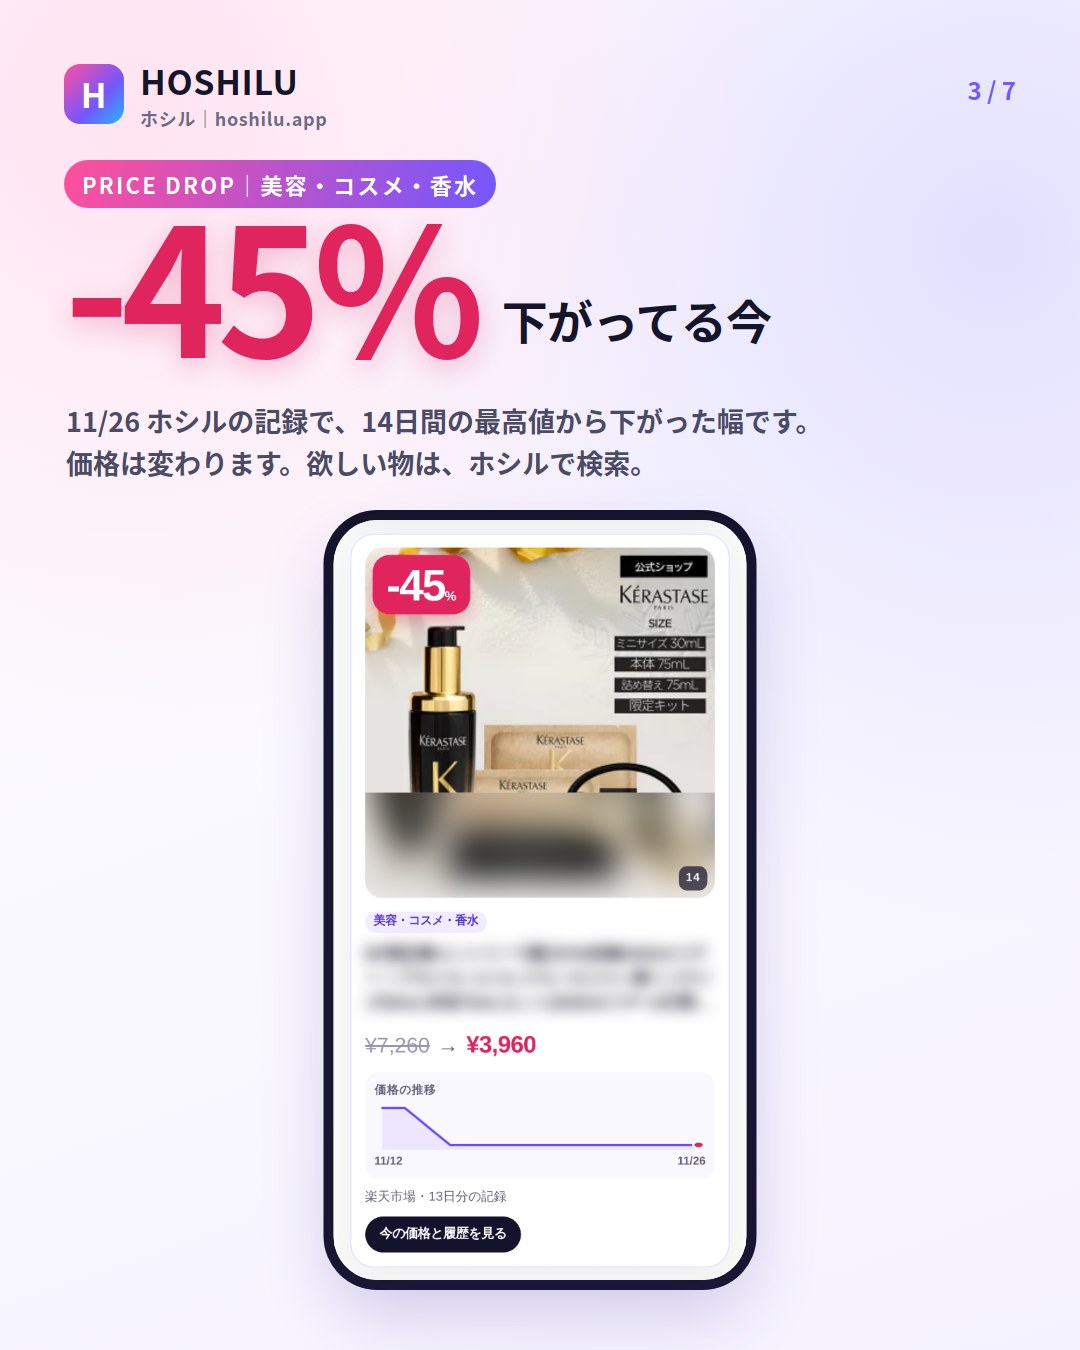 H
HOSHILU
ホシル｜hoshilu.app
3 / 7
PRICE DROP｜美容・コスメ・香水
-45% 下がってる今
11/26 ホシルの記録で、14日間の最高値から下がった幅です。
価格は変わります。欲しい物は、ホシルで検索。
-45%
公式ショップ
KÉRASTASE
PARIS
SIZE
ミニサイズ 30mL
本体 75mL
詰め替え 75mL
限定キット
KÉRASTASE
K
KÉRASTASE
K
KÉRASTASE
14
美容・コスメ・香水
¥7,260 → ¥3,960
価格の推移
11/12 11/26
楽天市場・13日分の記録
今の価格と履歴を見る